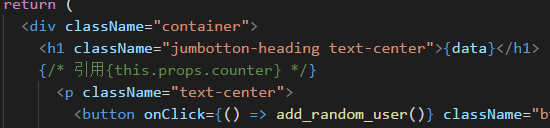 return (
<div className="container">
<h1 className="jumbotton-heading text-center">{data}</h1>
{/* 引用{this.props.counter} */}
<p className="text-center">
<button onClick={() => add_random_user()} className="b